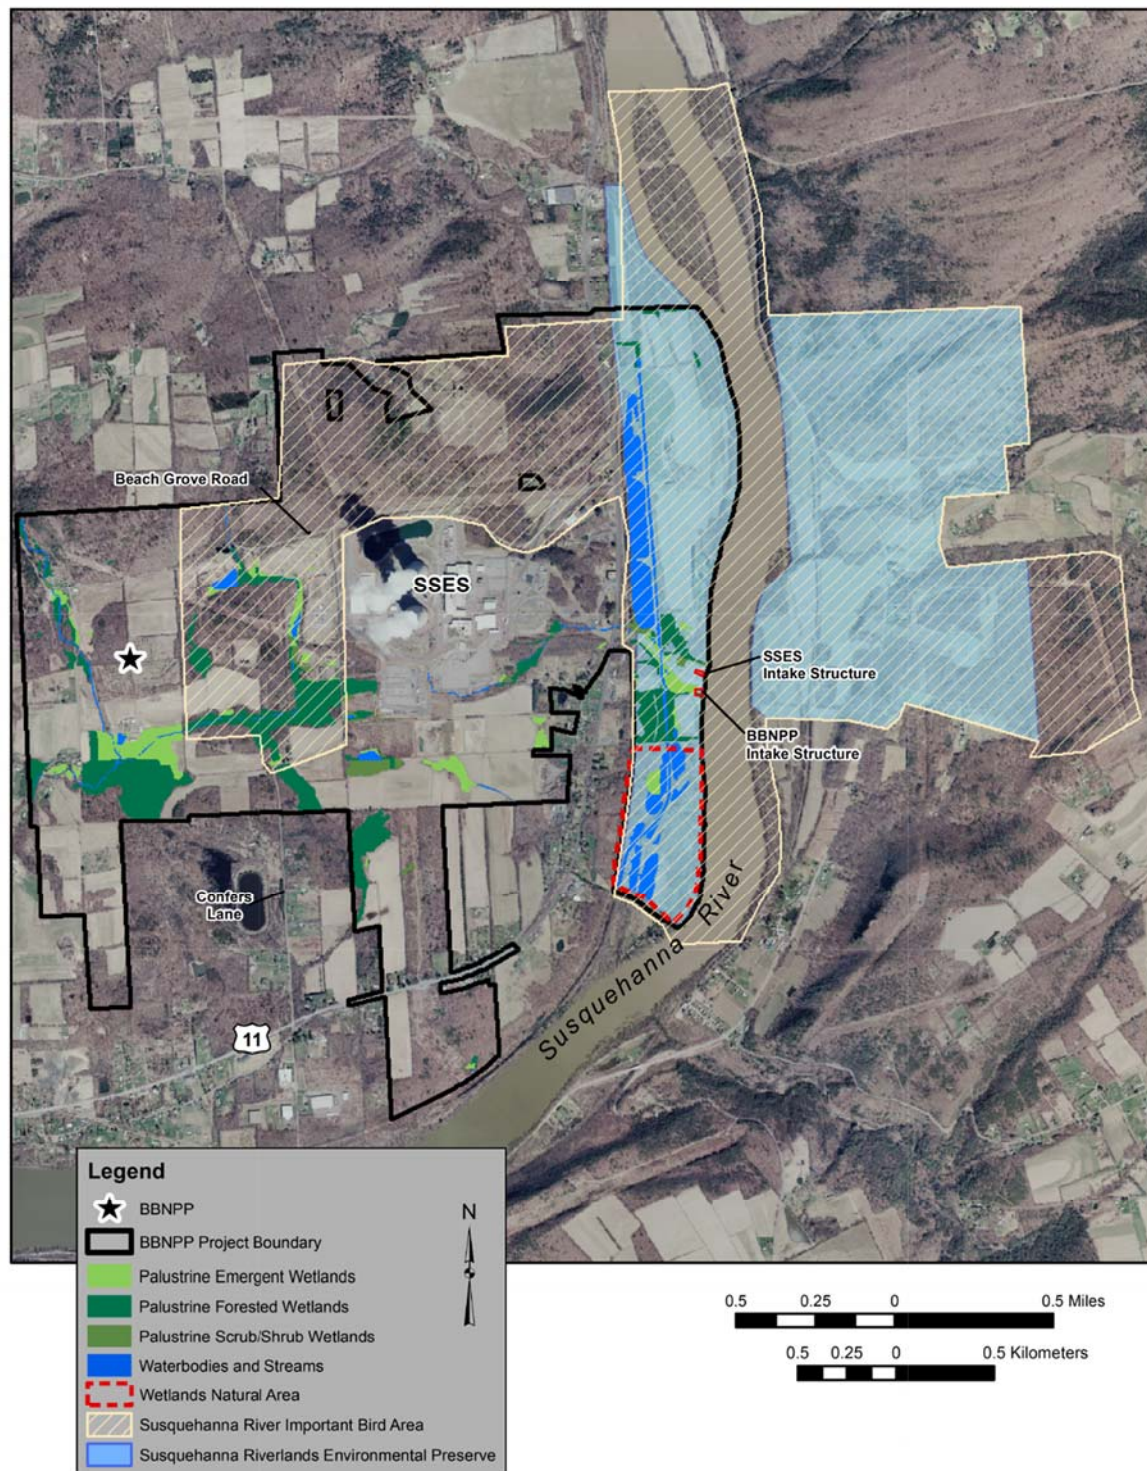 Beach Grove Road
SSES
SSES
Intake Structure
BBNPP
Intake Structure
Confers
Lane
Susquehanna River
11
Legend
N
BBNPP
BBNPP Project Boundary
Palustrine Emergent Wetlands
Palustrine Forested Wetlands
Palustrine Scrub/Shrub Wetlands
Waterbodies and Streams
Wetlands Natural Area
Susquehanna River Important Bird Area
Susquehanna Riverlands Environmental Preserve
0.5 0.25 0 0.5 Miles
0.5 0.25 0 0.5 Kilometers